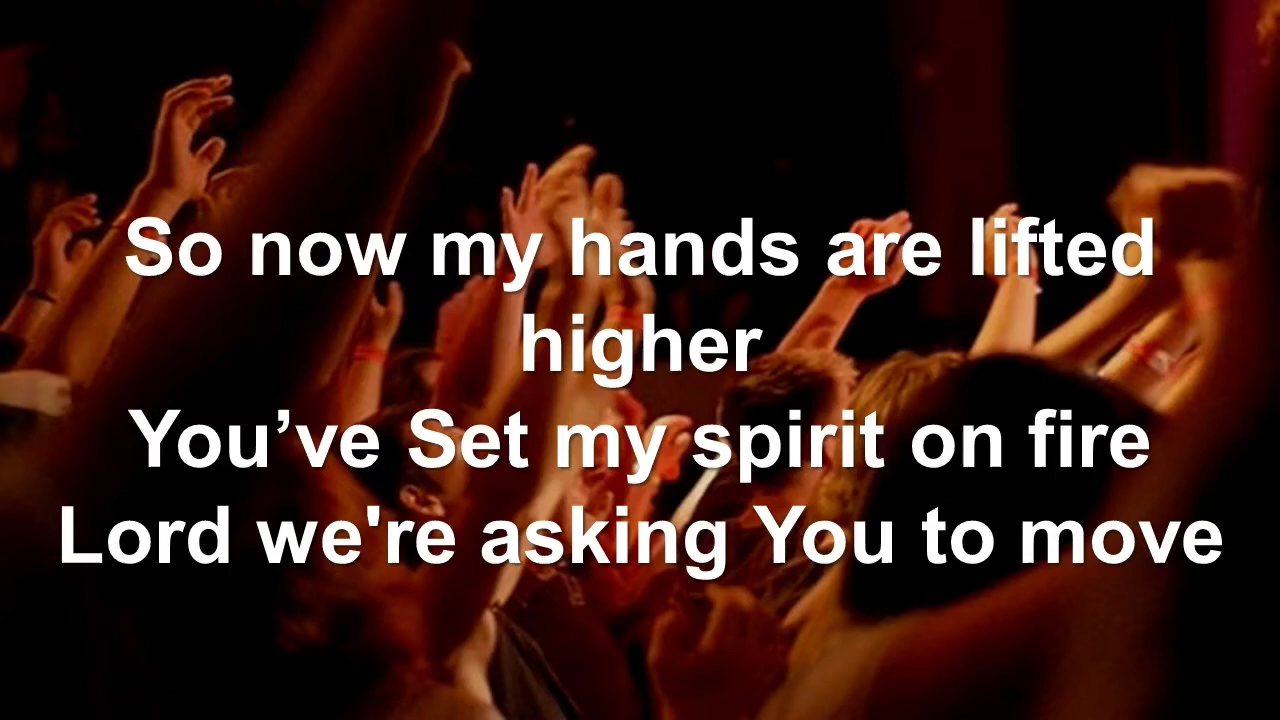 So now my hands are lifted
higher
You’ve Set my spirit on fire
Lord we're asking You to move